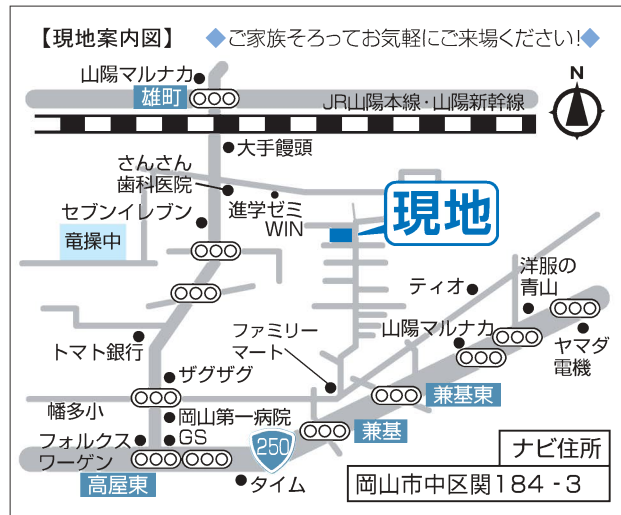 【現地案内図】
◆ご家族そろってお気軽にご来場ください!◆
山陽マルナカ
雄町
N
JR山陽本線・山陽新幹線
大手饅頭
さんさん
歯科医院
進学ゼミ
WIN
セブンイレブン
現地
竜操中
洋服の
青山
ティオ
山陽マルナカ
ファミリー
マート
トマト銀行
ヤマダ
電機
ザグザグ
幡多小
兼基東
岡山第一病院
兼基
フォルクス
ワーゲン
GS
250
高屋東
タイム
ナビ住所
岡山市中区関184-3